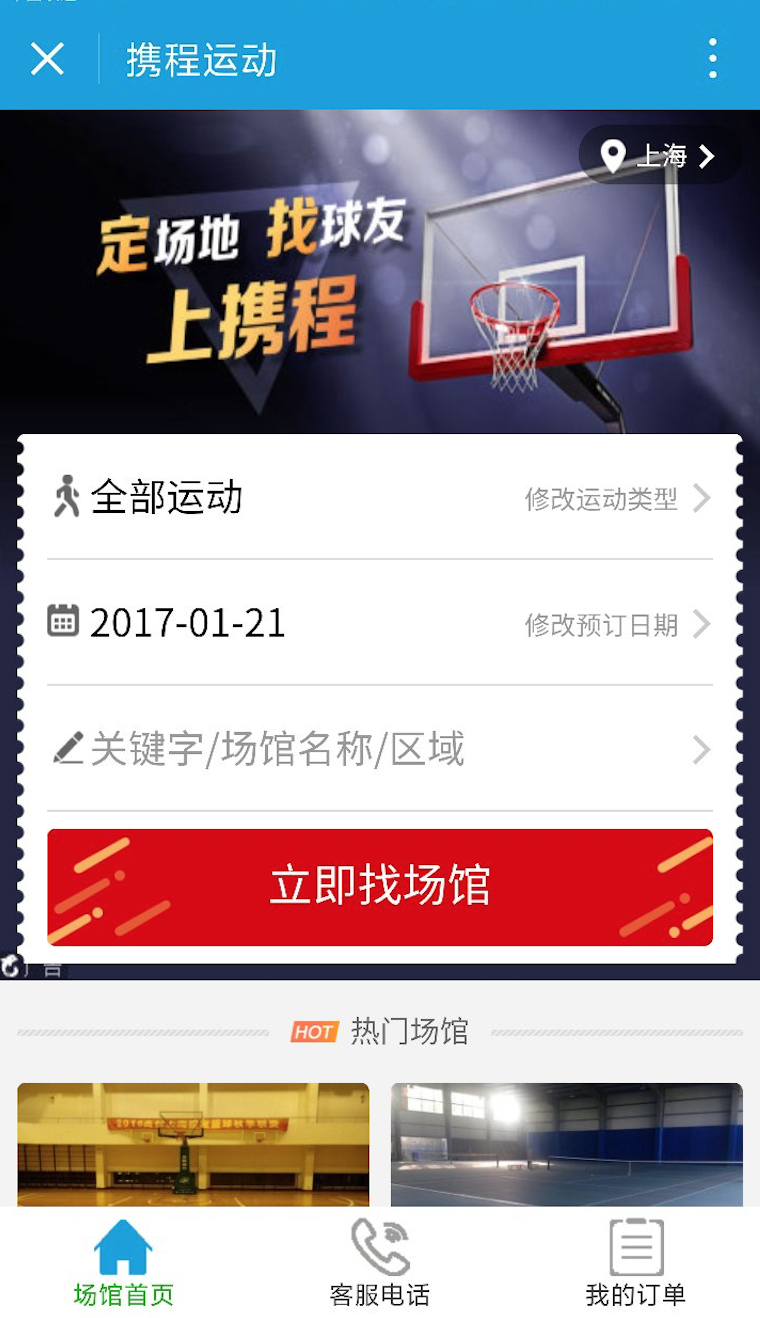 携程运动
上海
定场地 找球友
上携程
全部运动
修改运动类型
2017-01-21
修改预订日期
关键字/场馆名称/区域
立即找场馆
广告
HOT 热门场馆
场馆首页
客服电话
我的订单